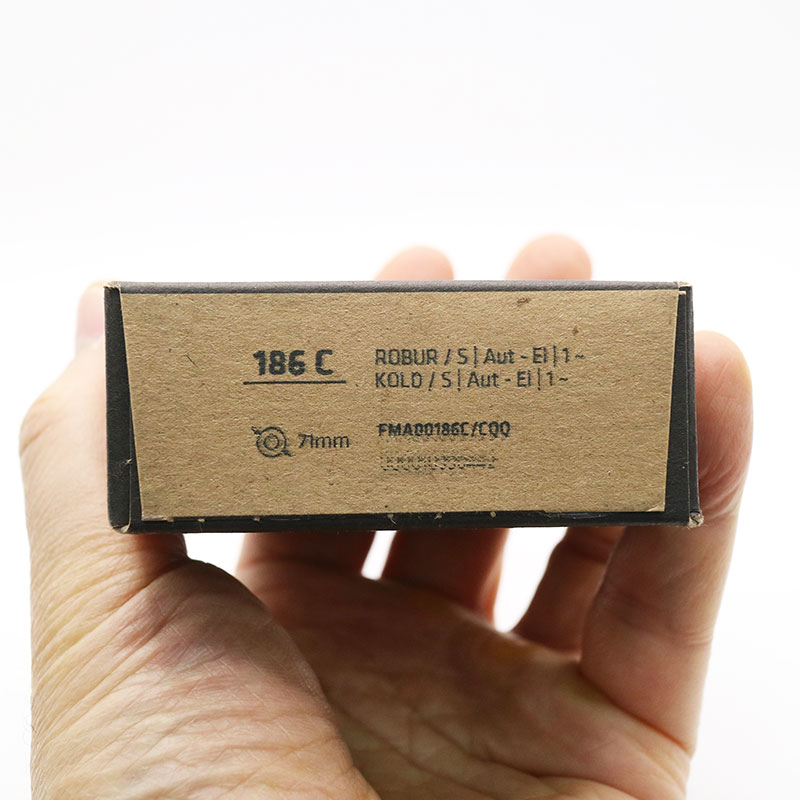 186 C
ROBUR / S | Aut - El | 1 ~
KOLD / S | Aut - El | 1 ~
71mm
FMA00186C/CQQ